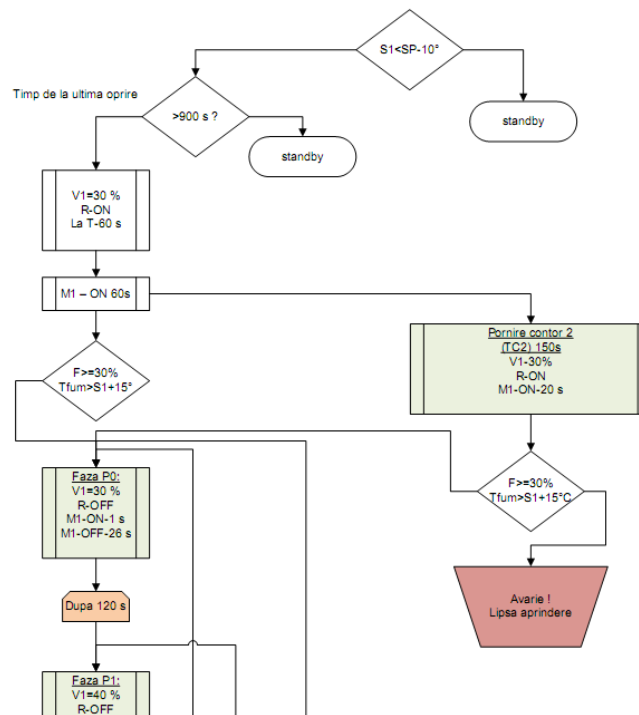 S1<SP-10°
Timp de la ultima oprire
>900 s ?
standby
standby
V1=30 %
R-ON
La T-60 s
M1 – ON 60s
Pornire contor 2
(TC2) 150s
V1-30%
R-ON
M1-ON-20 s
F>=30%
Tfum>S1+15°
Faza P0:
V1=30 %
R-OFF
M1-ON-1 s
M1-OFF-26 s
F>=30%
Tfum>S1+15°C
Avarie !
Lipsa aprindere
Dupa 120 s
Faza P1:
V1=40 %
R-OFF